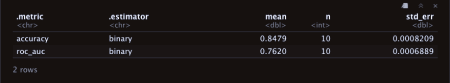 .metric .estimator mean n std_err
<chr> <chr> <dbl> <int> <dbl>
accuracy binary 0.8479 10 0.0008209
roc_auc binary 0.7620 10 0.0006889
2 rows